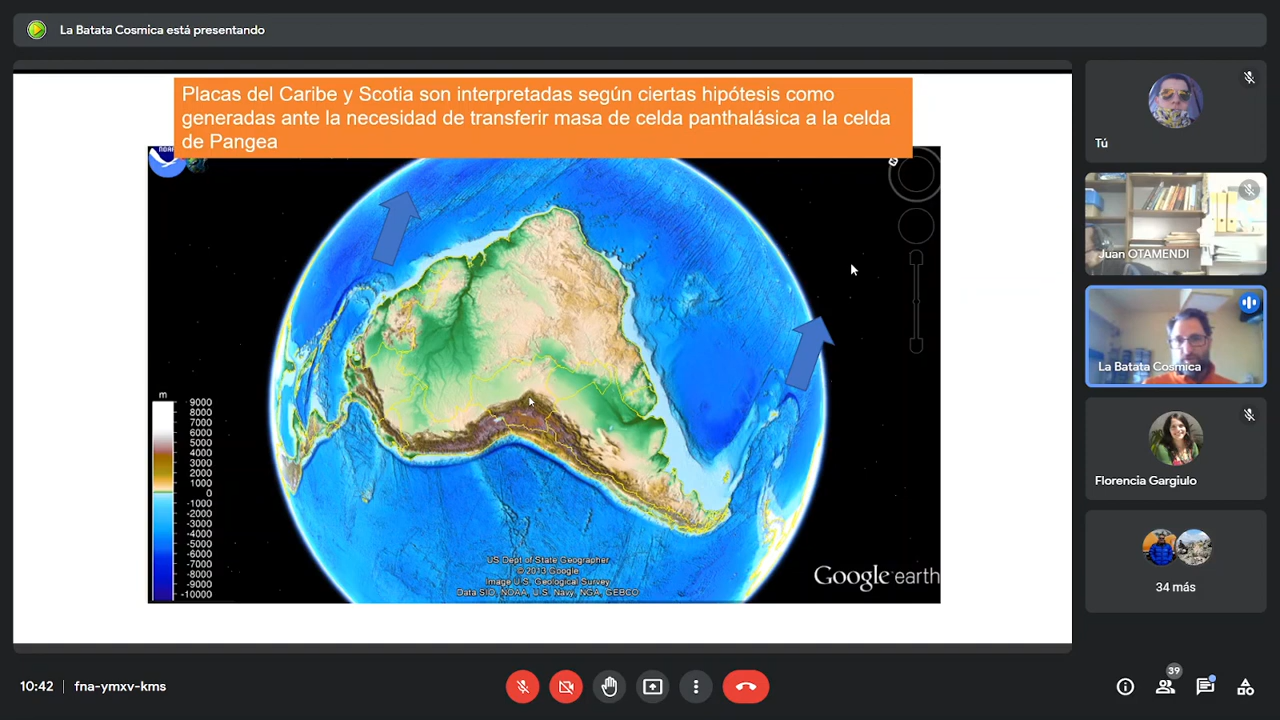 La Batata Cosmica está presentando
Placas del Caribe y Scotia son interpretadas según ciertas hipótesis como
generadas ante la necesidad de transferir masa de celda panthalásica a la celda
de Pangea
m
9000
8000
7000
6000
5000
4000
3000
2000
1000
0
-1000
-2000
-3000
-4000
-5000
-6000
-7000
-8000
-9000
-10000
US Dept of State Geographer
© 2013 Google
Image U.S. Geological Survey
Data SIO, NOAA, U.S. Navy, NGA, GEBCO
Google earth
Tú
Juan OTAMENDI
La Batata Cosmica
Florencia Gargiulo
34 más
10:42
fna-ymxv-kms
39